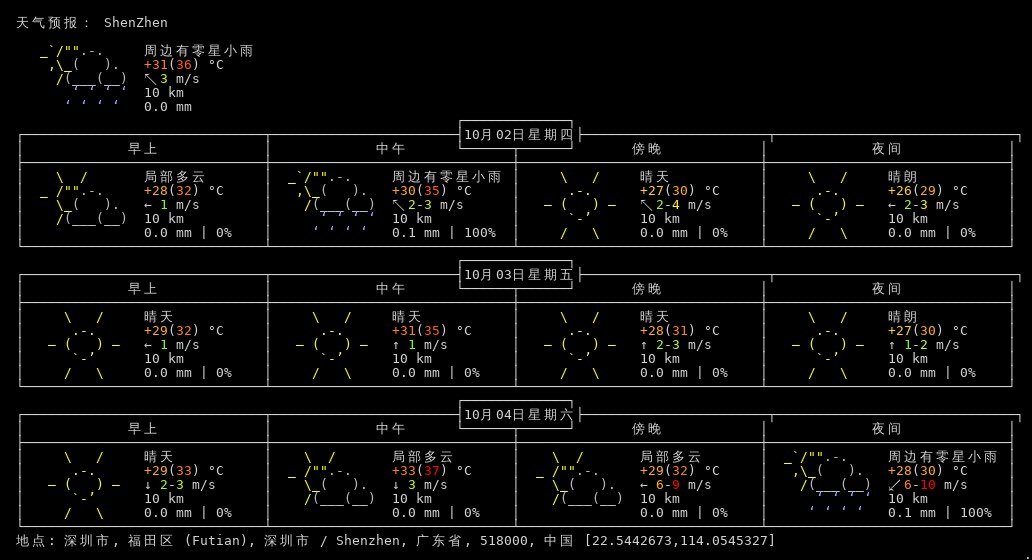 天气预报： ShenZhen
周边有零星小雨
+31(36) °C
↖ 3 m/s
10 km
0.0 mm
10月02日星期四
早上 中午 傍晚 夜间
局部多云 周边有零星小雨 晴天 晴朗
+28(32) °C +30(35) °C +27(30) °C +26(29) °C
← 1 m/s ↖ 2-3 m/s ↖ 2-4 m/s ← 2-3 m/s
10 km 10 km 10 km 10 km
0.0 mm | 0% 0.1 mm | 100% 0.0 mm | 0% 0.0 mm | 0%
10月03日星期五
早上 中午 傍晚 夜间
晴天 晴天 晴天 晴朗
+29(32) °C +31(35) °C +28(31) °C +27(30) °C
← 1 m/s ↑ 1 m/s ↑ 2-3 m/s ↑ 1-2 m/s
10 km 10 km 10 km 10 km
0.0 mm | 0% 0.0 mm | 0% 0.0 mm | 0% 0.0 mm | 0%
10月04日星期六
早上 中午 傍晚 夜间
晴天 局部多云 局部多云 周边有零星小雨
+29(33) °C +33(37) °C +29(32) °C +28(30) °C
↓ 2-3 m/s ↓ 3 m/s ← 6-9 m/s ↙ 6-10 m/s
10 km 10 km 10 km 10 km
0.0 mm | 0% 0.0 mm | 0% 0.0 mm | 0% 0.1 mm | 100%
地点: 深圳市, 福田区 (Futian), 深圳市 / Shenzhen, 广东省, 518000, 中国 [22.5442673,114.0545327]